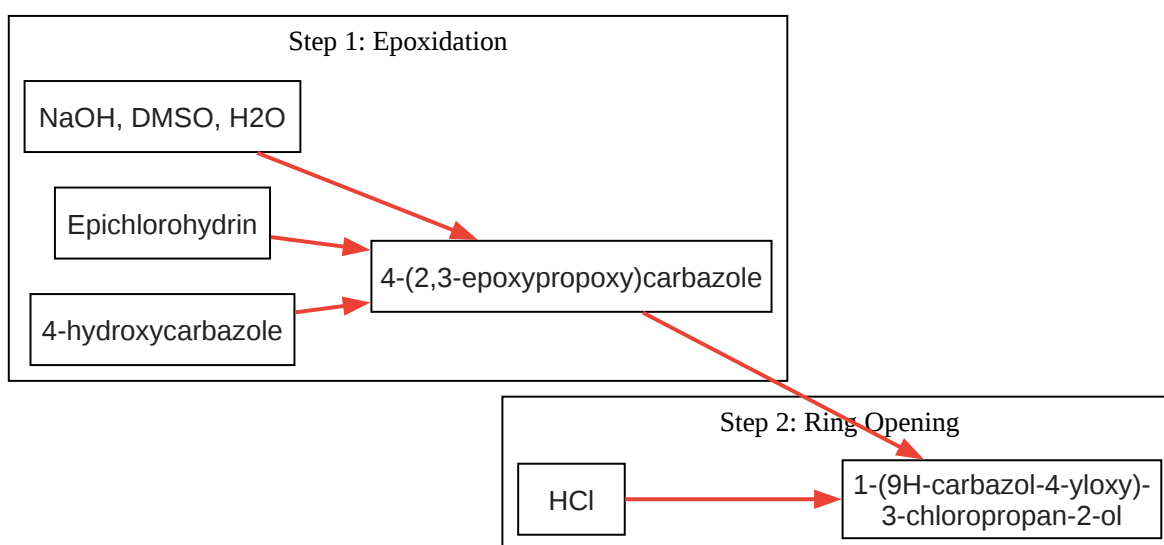 Step 1: Epoxidation
NaOH, DMSO, H2O
Epichlorohydrin
4-(2,3-epoxypropoxy)carbazole
4-hydroxycarbazole
Step 2: Ring Opening
HCl
1-(9H-carbazol-4-yloxy)-
3-chloropropan-2-ol